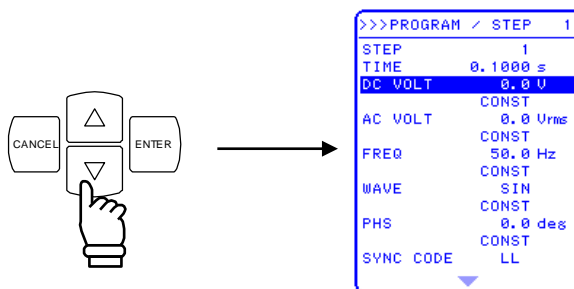 CANCEL
ENTER
>>>PROGRAM / STEP 1
STEP 1
TIME 0.1000 s
DC VOLT 0.0 V
CONST
AC VOLT 0.0 Vrms
CONST
FREQ 50.0 Hz
CONST
WAVE SIN
CONST
PHS 0.0 deg
CONST
SYNC CODE LL